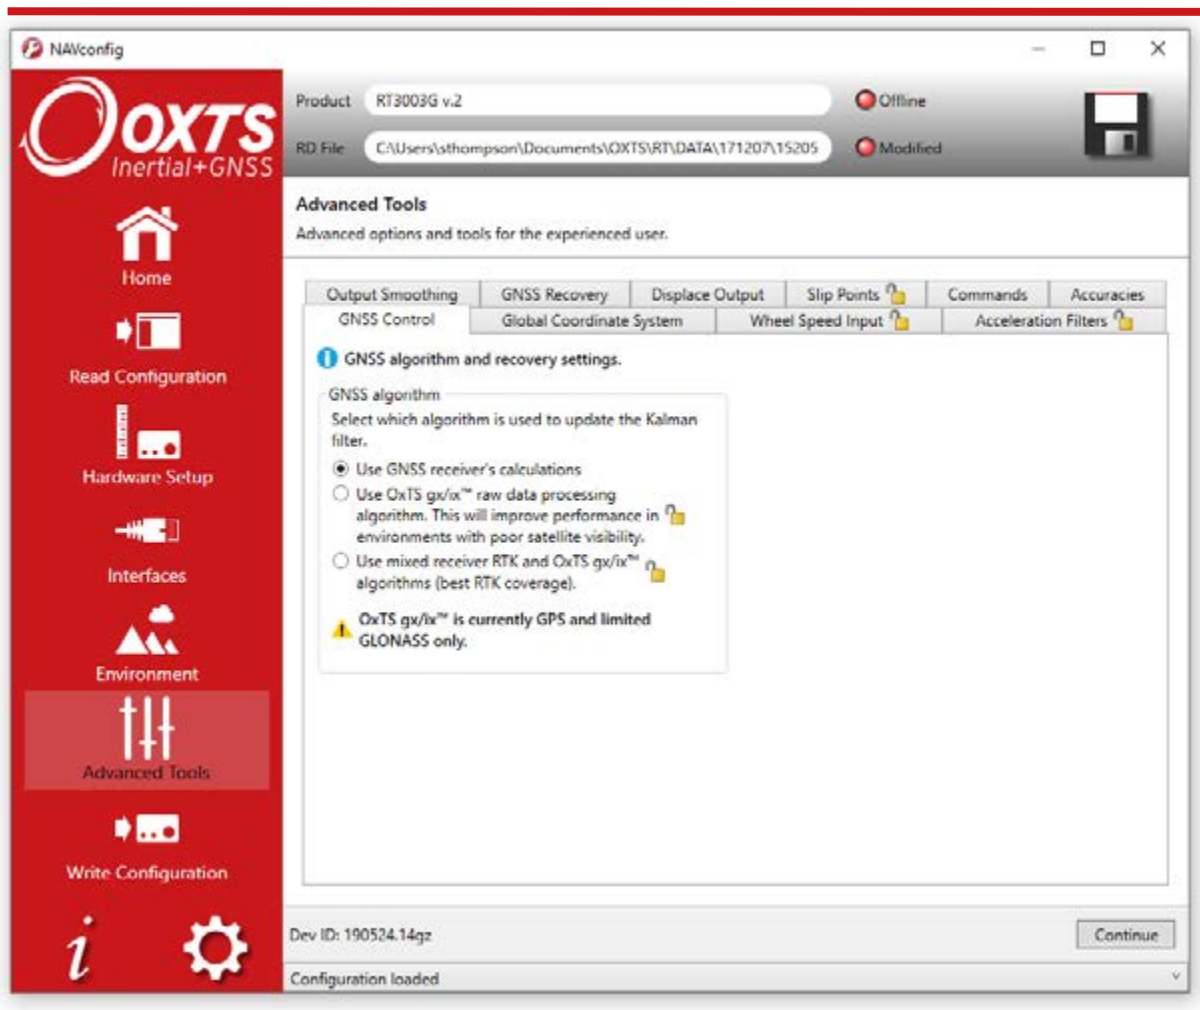 NAVconfig
OXTS
Inertial+GNSS
Product RT3003G v.2 Offline
RD File C:\Users\sthompson\Documents\OXTS\RT\DATA\171207\15205 Modified
Advanced Tools
Advanced options and tools for the experienced user.
Home
Read Configuration
Hardware Setup
Interfaces
Environment
Advanced Tools
Write Configuration
Output Smoothing GNSS Recovery Displace Output Slip Points Commands Accuracies
GNSS Control Global Coordinate System Wheel Speed Input Acceleration Filters
GNSS algorithm and recovery settings.
GNSS algorithm
Select which algorithm is used to update the Kalman
filter.
Use GNSS receiver's calculations
Use OxTS gx/ix™ raw data processing
algorithm. This will improve performance in
environments with poor satellite visibility.
Use mixed receiver RTK and OxTS gx/ix™
algorithms (best RTK coverage).
OxTS gx/ix™ is currently GPS and limited
GLONASS only.
Dev ID: 190524.14gz
Continue
Configuration loaded